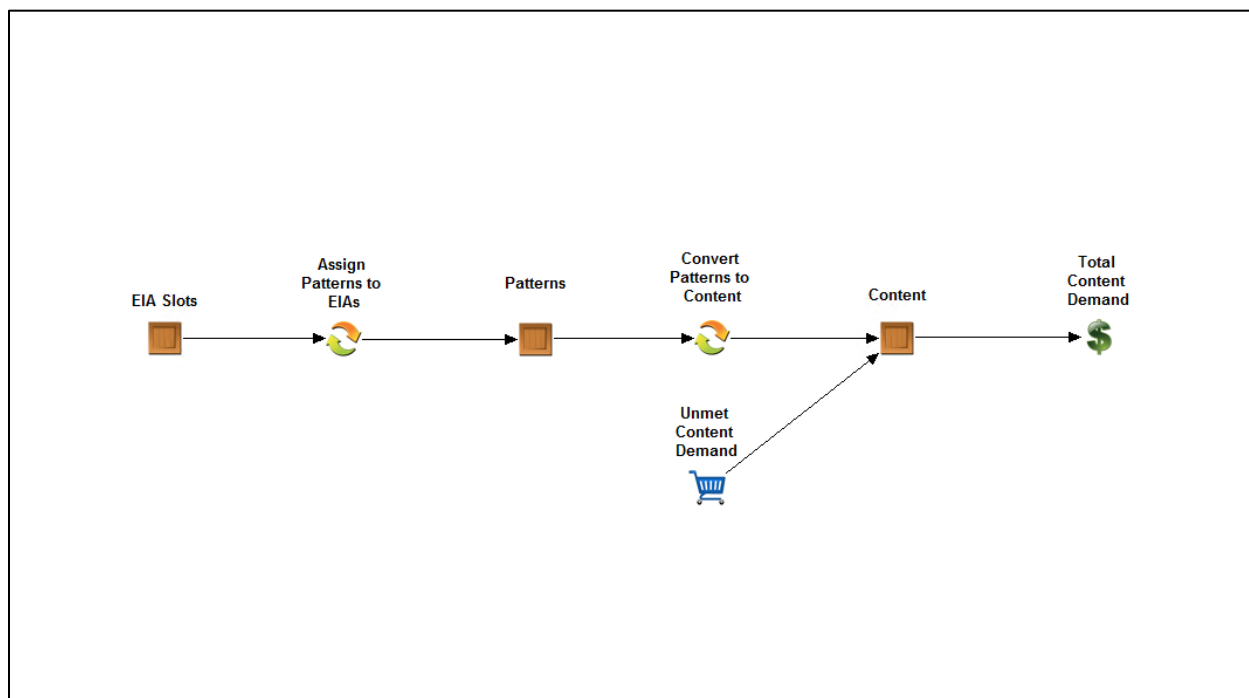 EIA Slots
Assign
Patterns to
EIAs
Patterns
Convert
Patterns to
Content
Content
Total
Content
Demand
Unmet
Content
Demand